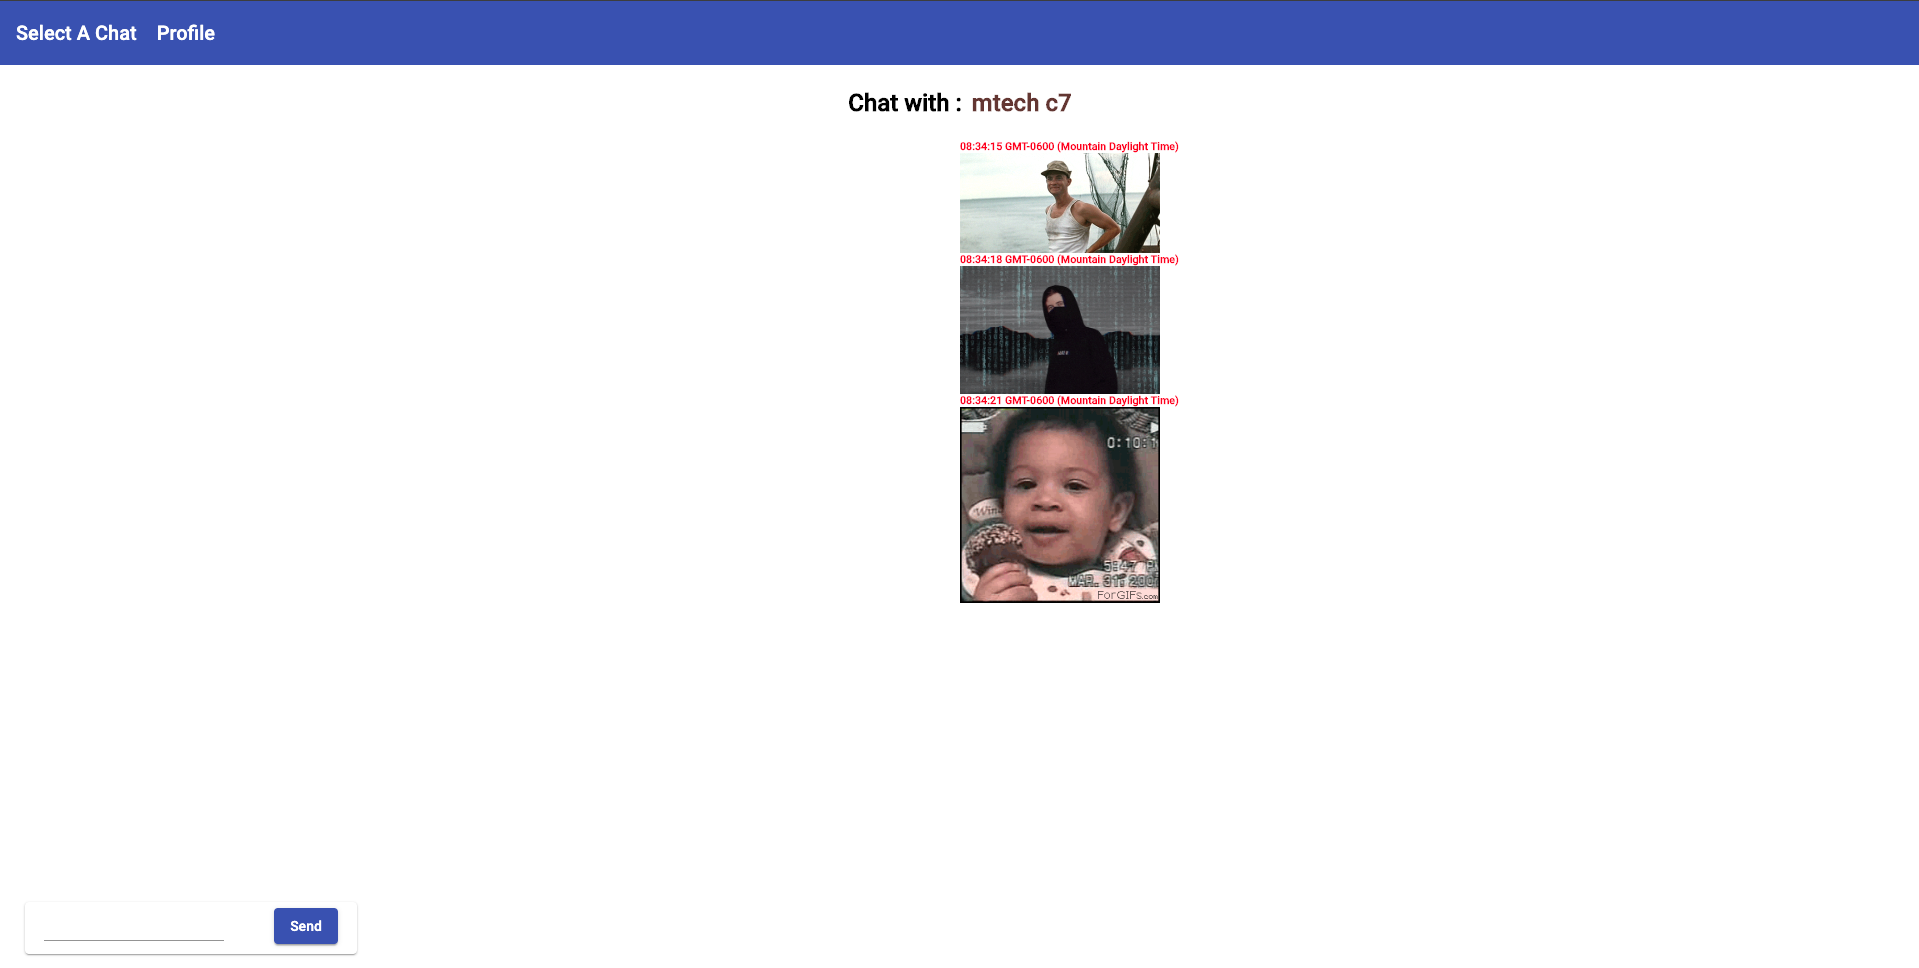 Select A Chat Profile
Chat with : mtech c7
08:34:15 GMT-0600 (Mountain Daylight Time)
08:34:18 GMT-0600 (Mountain Daylight Time)
08:34:21 GMT-0600 (Mountain Daylight Time)
0:10:1
5:47 P
MAR. 31, 200
ForGIFs.com
Send